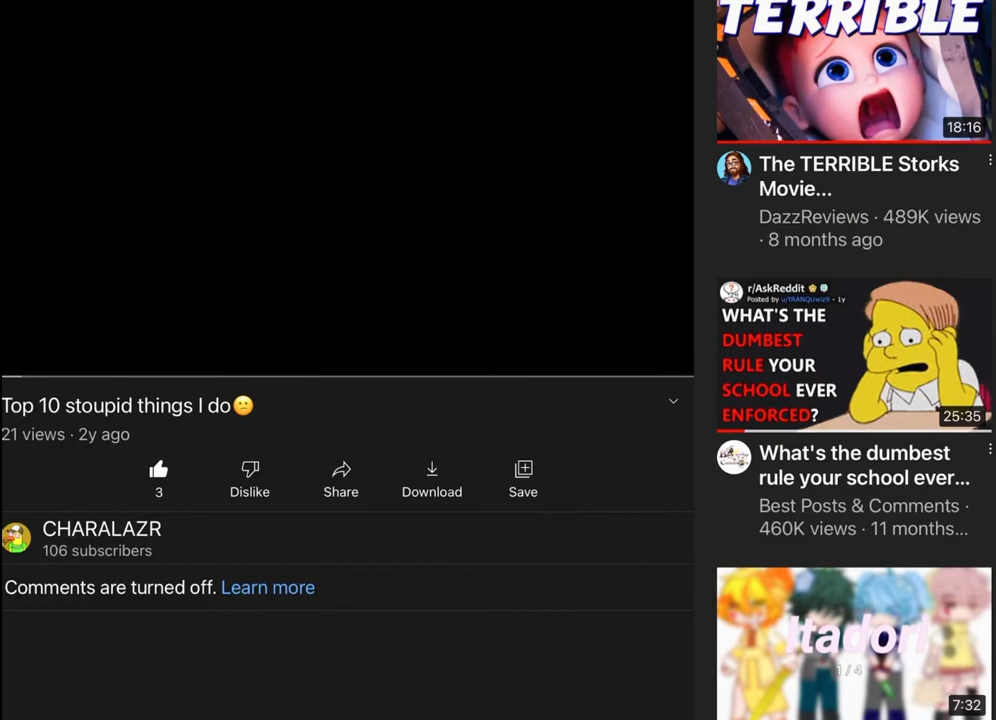 TERRIBLE
18:16
The TERRIBLE Storks
Movie...
DazzReviews · 489K views
· 8 months ago
r/AskReddit
Posted by u/tRANQUwiz9 - 1y
WHAT'S THE
DUMBEST
RULE YOUR
SCHOOL EVER
ENFORCED?
25:35
What's the dumbest
rule your school ever...
Best Posts & Comments ·
460K views · 11 months...
Itadori
1/4
7:32
Top 10 stoupid things I do
21 views · 2y ago
3
Dislike
Share
Download
Save
CHARALAZR
106 subscribers
Comments are turned off. Learn more